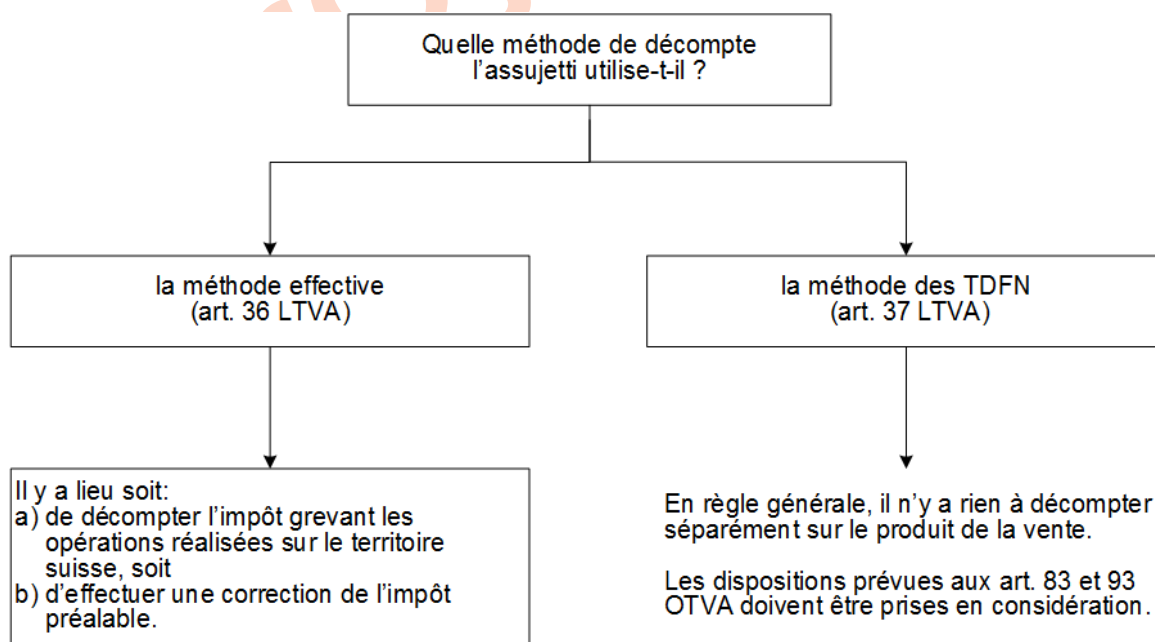 Quelle méthode de décompte
l'assujetti utilise-t-il ?
la méthode effective
(art. 36 LTVA)
la méthode des TDFN
(art. 37 LTVA)
Il y a lieu soit:
a) de décompter l'impôt grevant les
opérations réalisées sur le territoire
suisse, soit
b) d'effectuer une correction de l'impôt
préalable.
En règle générale, il n'y a rien à décompter
séparément sur le produit de la vente.
Les dispositions prévues aux art. 83 et 93
OTVA doivent être prises en considération.